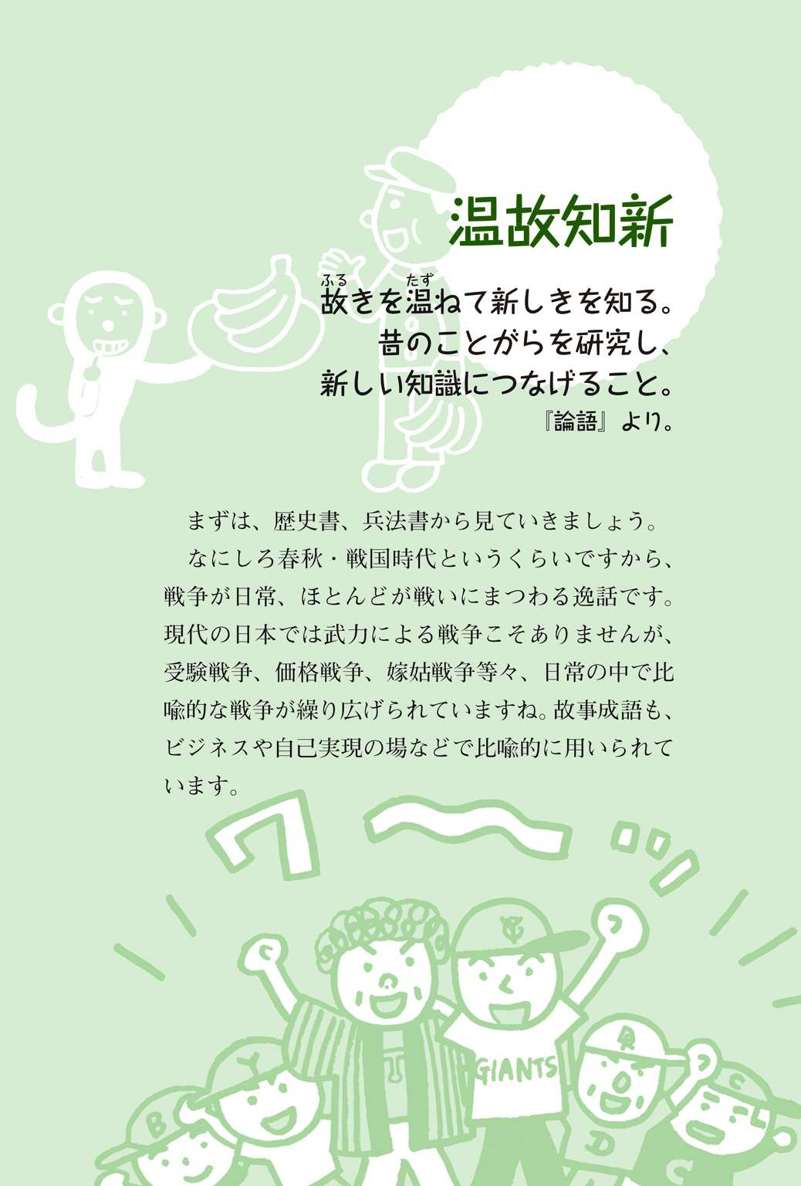 温故知新
故きを温ねて新しきを知る。
昔のことがらを研究し、
新しい知識につなげること。
『論語』より。
まずは、歴史書、兵法書から見ていきましょう。
なにしろ春秋・戦国時代というくらいですから、
戦争が日常、ほとんどが戦いにまつわる逸話です。
現代の日本では武力による戦争こそありませんが、
受験戦争、価格戦争、嫁姑戦争等々、日常の中で比
喩的な戦争が繰り広げられていますね。故事成語も、
ビジネスや自己実現の場などで比喩的に用いられて
います。
ワ〜ッ
GIANTS
B
Y
T
R
D
C
C